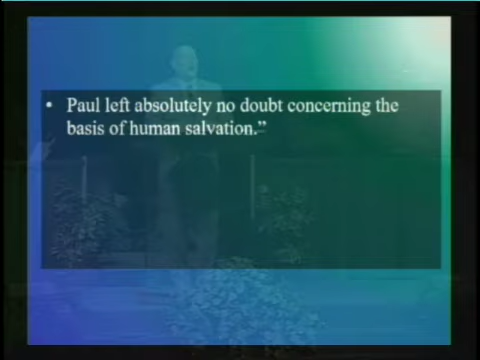 • Paul left absolutely no doubt concerning the
basis of human salvation.”